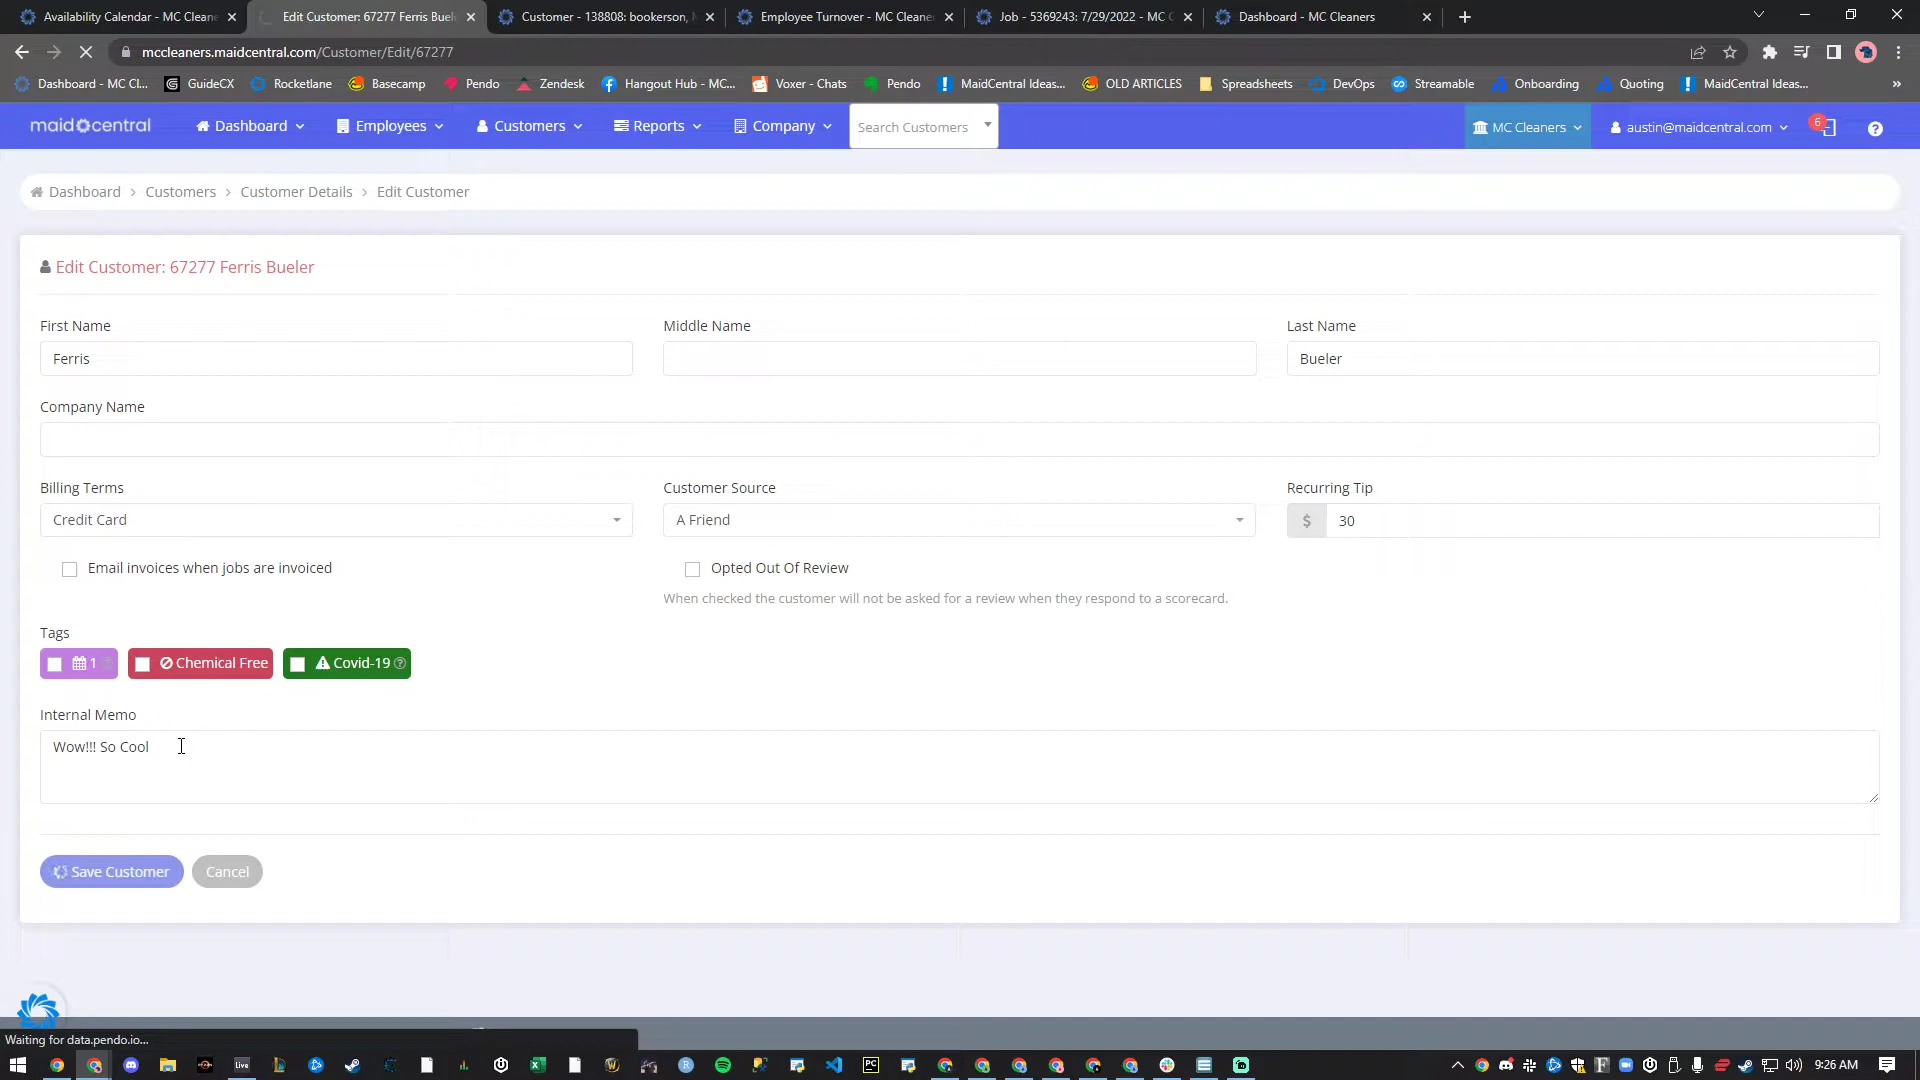 Availability Calendar - MC Cleane
Edit Customer: 67277 Ferris Buel
Customer - 138808: bookerson,
Employee Turnover - MC Cleaner
Job - 5369243: 7/29/2022 - MC C
Dashboard - MC Cleaners
mccleaners.maidcentral.com/Customer/Edit/67277
Dashboard - MC Cl...
GuideCX
Rocketlane
Basecamp
Pendo
Zendesk
Hangout Hub - MC...
Voxer - Chats
Pendo
MaidCentral Ideas...
OLD ARTICLES
Spreadsheets
DevOps
Streamable
Onboarding
Quoting
MaidCentral Ideas...
»
maid central
Dashboard
Employees
Customers
Reports
Company
Search Customers
MC Cleaners
austin@maidcentral.com
6
Dashboard > Customers > Customer Details > Edit Customer
Edit Customer: 67277 Ferris Bueler
First Name
Middle Name
Last Name
Ferris
Bueler
Company Name
Billing Terms
Customer Source
Recurring Tip
Credit Card
A Friend
$ 30
Email invoices when jobs are invoiced
Opted Out Of Review
When checked the customer will not be asked for a review when they respond to a scorecard.
Tags
1
Chemical Free
Covid-19
Internal Memo
Wow!!! So Cool
Save Customer
Cancel
Waiting for data.pendo.io...
Live
PC
9:26 AM